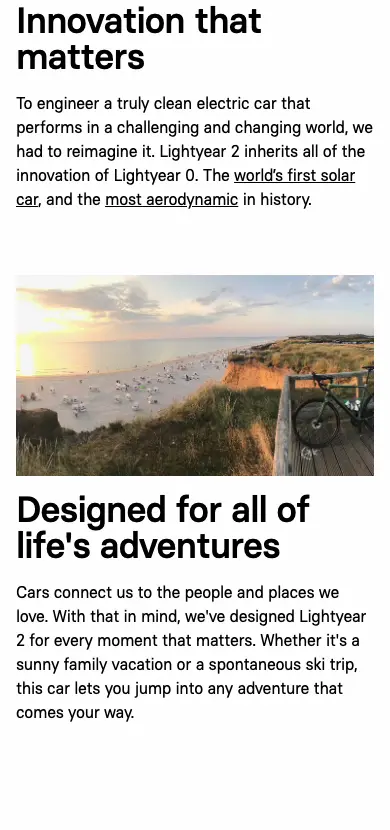 Innovation that
matters
To engineer a truly clean electric car that
performs in a challenging and changing world, we
had to reimagine it. Lightyear 2 inherits all of the
innovation of Lightyear 0. The world’s first solar
car, and the most aerodynamic in history.
Designed for all of
life's adventures
Cars connect us to the people and places we
love. With that in mind, we've designed Lightyear
2 for every moment that matters. Whether it's a
sunny family vacation or a spontaneous ski trip,
this car lets you jump into any adventure that
comes your way.